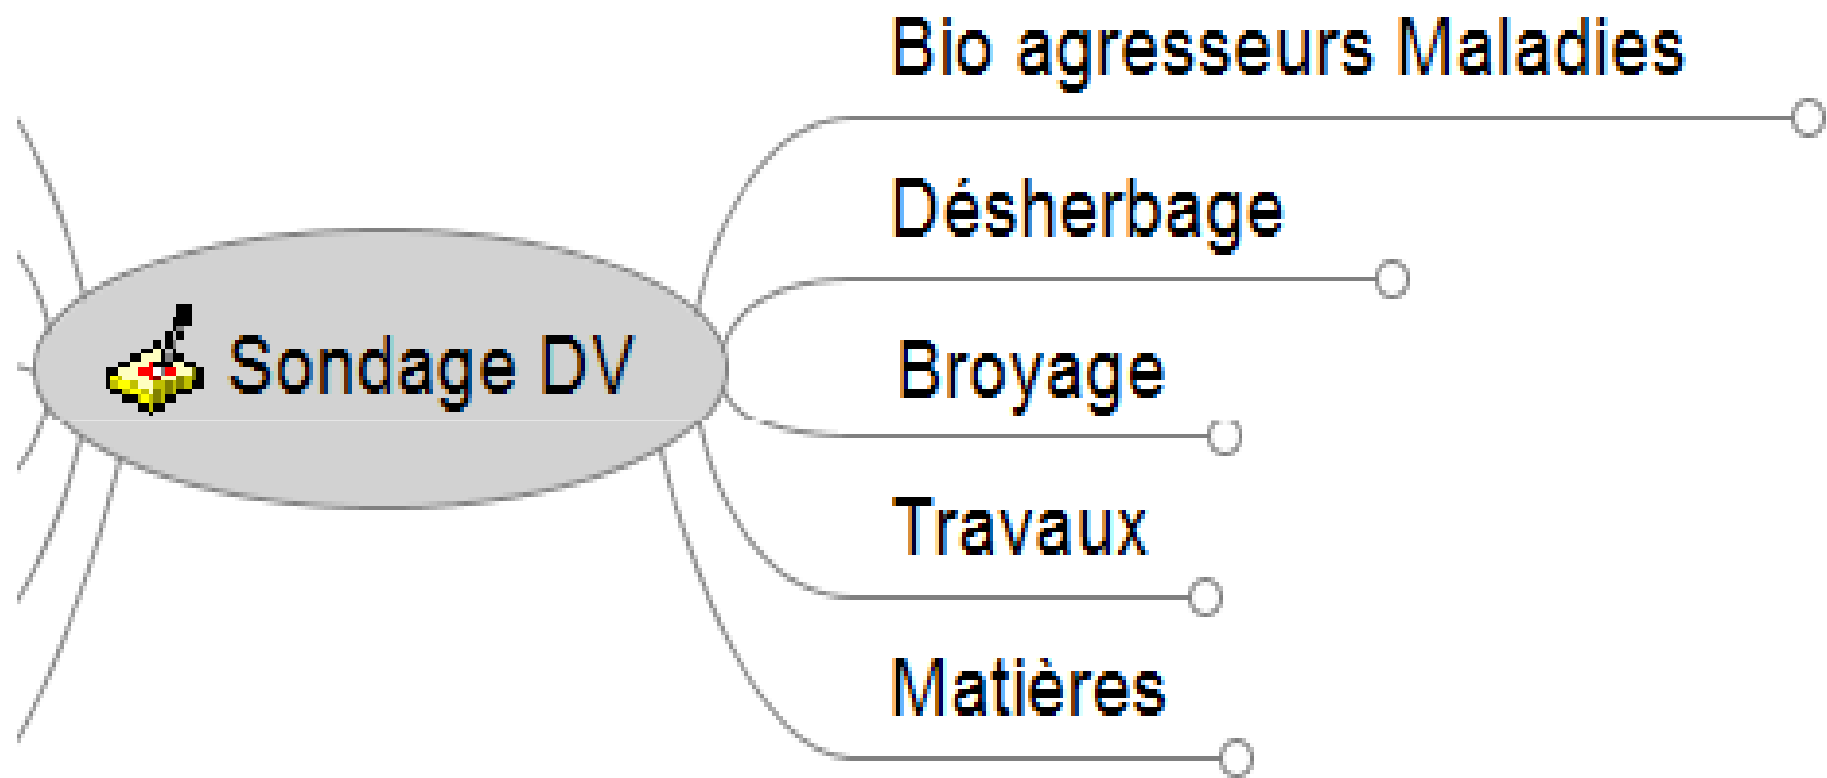 Bio agresseurs Maladies
Désherbage
Sondage DV
Broyage
Travaux
Matières